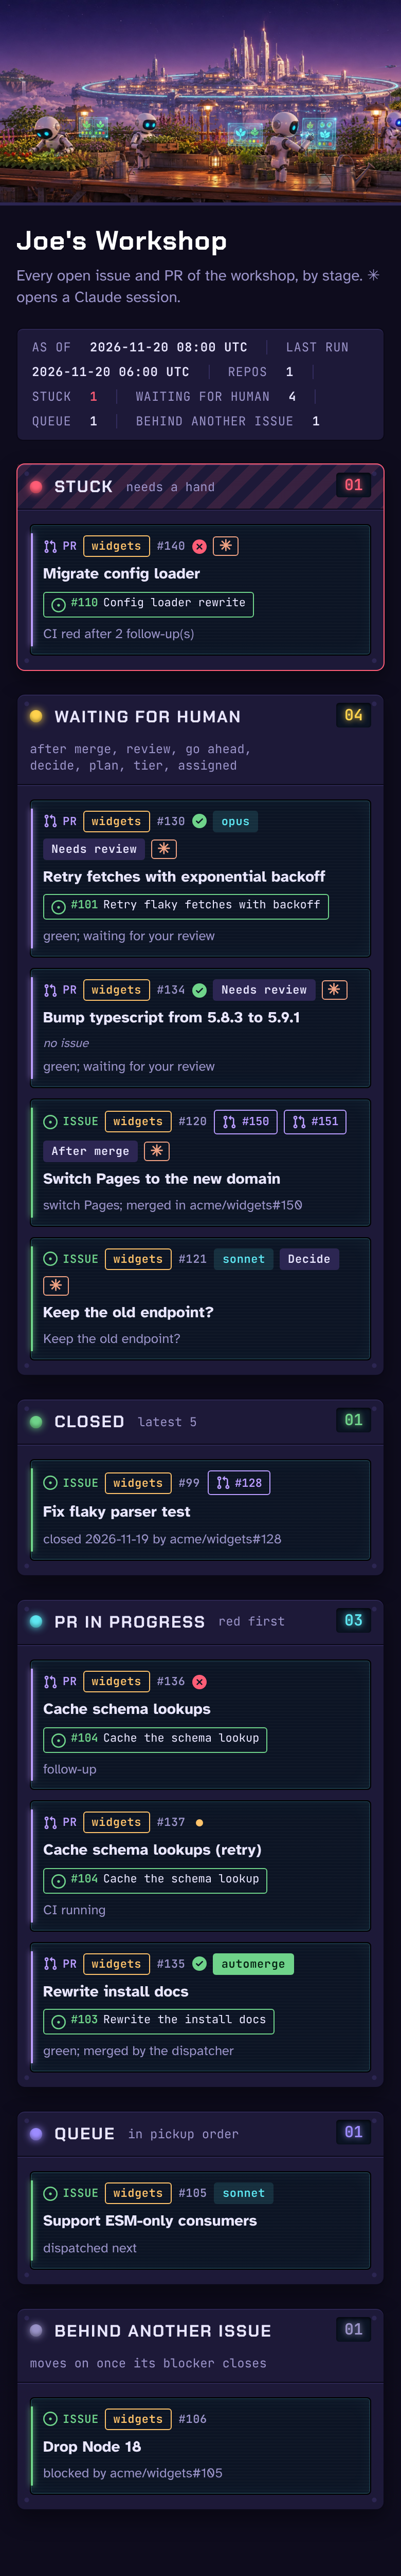 Joe's Workshop
Every open issue and PR of the workshop, by stage. ✳
opens a Claude session.
AS OF 2026-11-20 08:00 UTC LAST RUN
2026-11-20 06:00 UTC REPOS 1
STUCK 1 WAITING FOR HUMAN 4
QUEUE 1 BEHIND ANOTHER ISSUE 1
STUCK needs a hand 01
PR widgets #140
Migrate config loader
#110 Config loader rewrite
CI red after 2 follow-up(s)
WAITING FOR HUMAN 04
after merge, review, go ahead,
decide, plan, tier, assigned
PR widgets #130 opus
Needs review
Retry fetches with exponential backoff
#101 Retry flaky fetches with backoff
green; waiting for your review
PR widgets #134 Needs review
Bump typescript from 5.8.3 to 5.9.1
no issue
green; waiting for your review
ISSUE widgets #120 #150 #151
After merge
Switch Pages to the new domain
switch Pages; merged in acme/widgets#150
ISSUE widgets #121 sonnet Decide
Keep the old endpoint?
Keep the old endpoint?
CLOSED latest 5 01
ISSUE widgets #99 #128
Fix flaky parser test
closed 2026-11-19 by acme/widgets#128
PR IN PROGRESS red first 03
PR widgets #136
Cache schema lookups
#104 Cache the schema lookup
follow-up
PR widgets #137
Cache schema lookups (retry)
#104 Cache the schema lookup
CI running
PR widgets #135 automerge
Rewrite install docs
#103 Rewrite the install docs
green; merged by the dispatcher
QUEUE in pickup order 01
ISSUE widgets #105 sonnet
Support ESM-only consumers
dispatched next
BEHIND ANOTHER ISSUE 01
moves on once its blocker closes
ISSUE widgets #106
Drop Node 18
blocked by acme/widgets#105